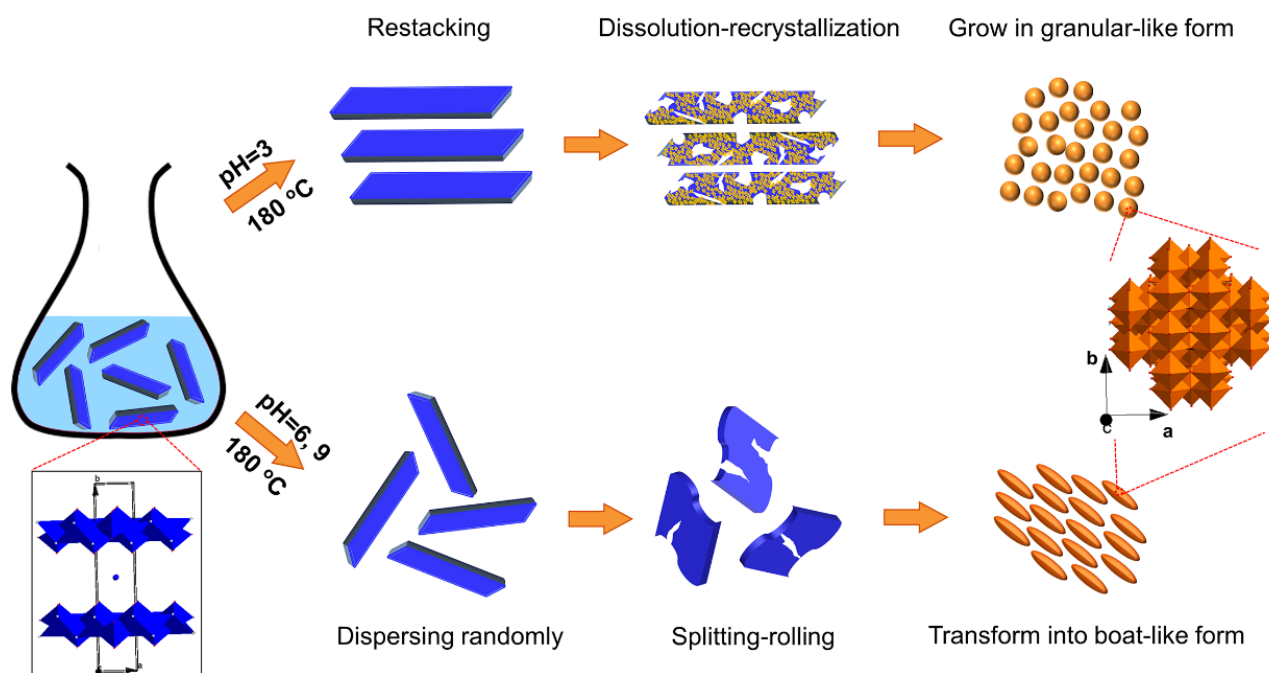 Restacking
Dissolution-recrystallization
Grow in granular-like form
pH=3
180 °C
b
c
a
pH=6, 9
180 °C
b
a
Dispersing randomly
Splitting-rolling
Transform into boat-like form